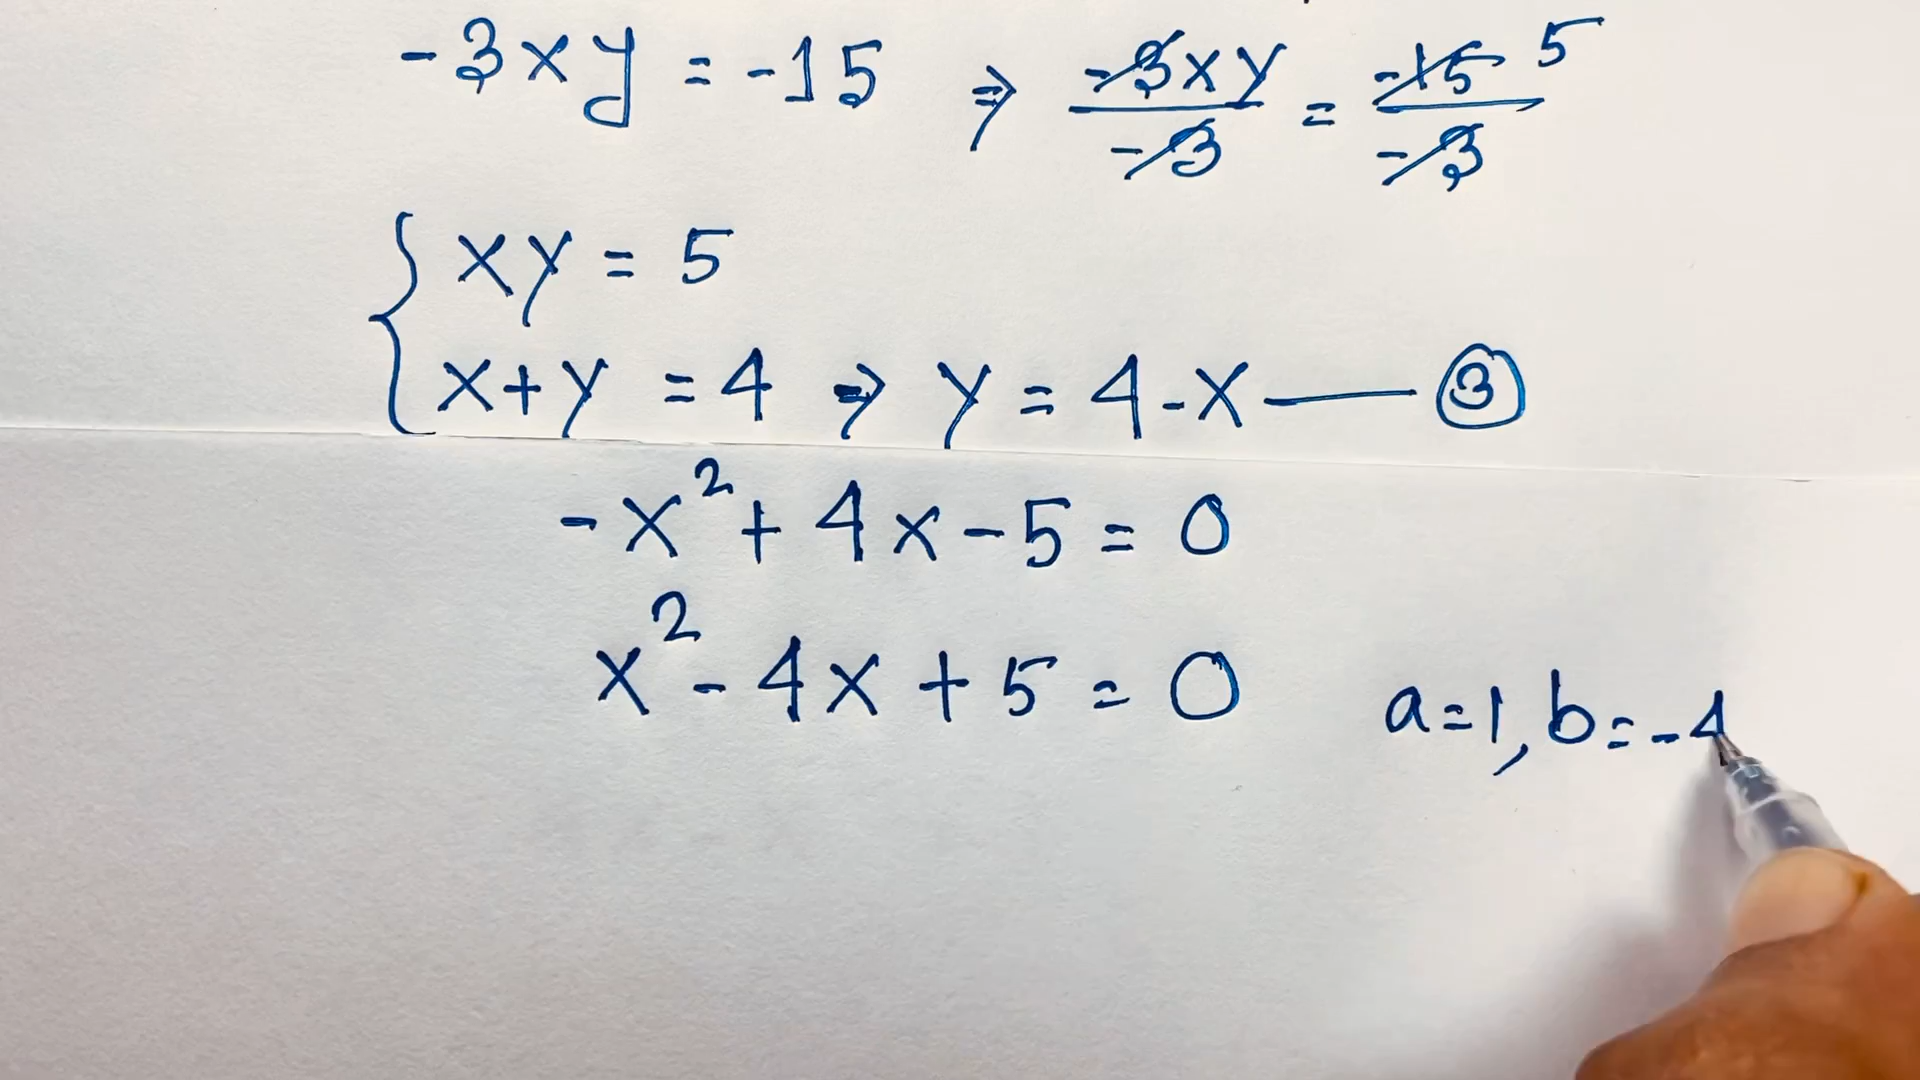 -3xy = -15 ⇒ -3xy/-3 = -15/-3 5
{ xy = 5
x+y = 4 ⇒ y = 4-x — ③
-x² + 4x - 5 = 0
x² - 4x + 5 = 0
a=1, b=-4